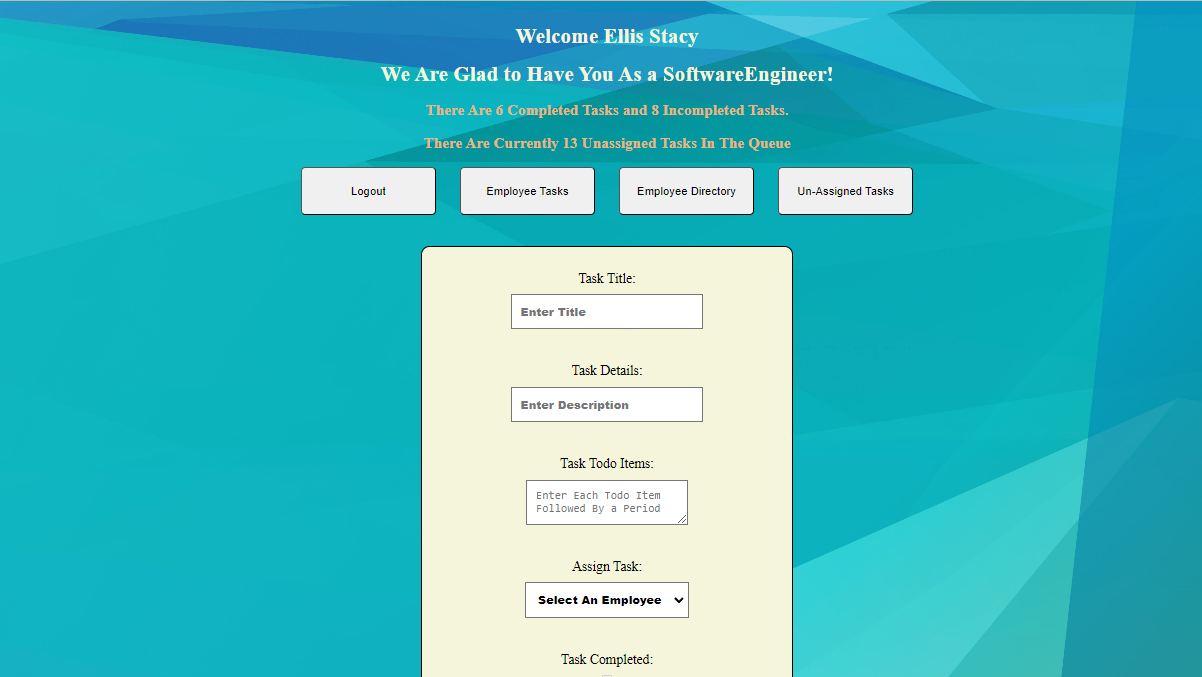 Welcome Ellis Stacy
We Are Glad to Have You As a SoftwareEngineer!
There Are 6 Completed Tasks and 8 Incompleted Tasks.
There Are Currently 13 Unassigned Tasks In The Queue
Logout Employee Tasks Employee Directory Un-Assigned Tasks
Task Title:
Enter Title
Task Details:
Enter Description
Task Todo Items:
Enter Each Todo Item
Followed By a Period
Assign Task:
Select An Employee
Task Completed: